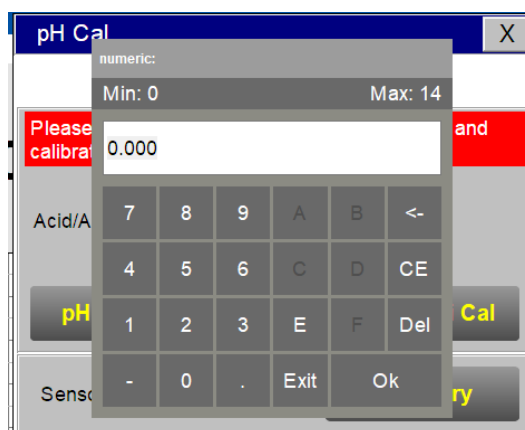 pH Cal
X
numeric:
Min: 0 Max: 14
Please and
calibrat
0.000
7 8 9 A B <-
Acid/A
4 5 6 C D CE
pH Cal
1 2 3 E F Del
- 0 . Exit Ok
Senso ry